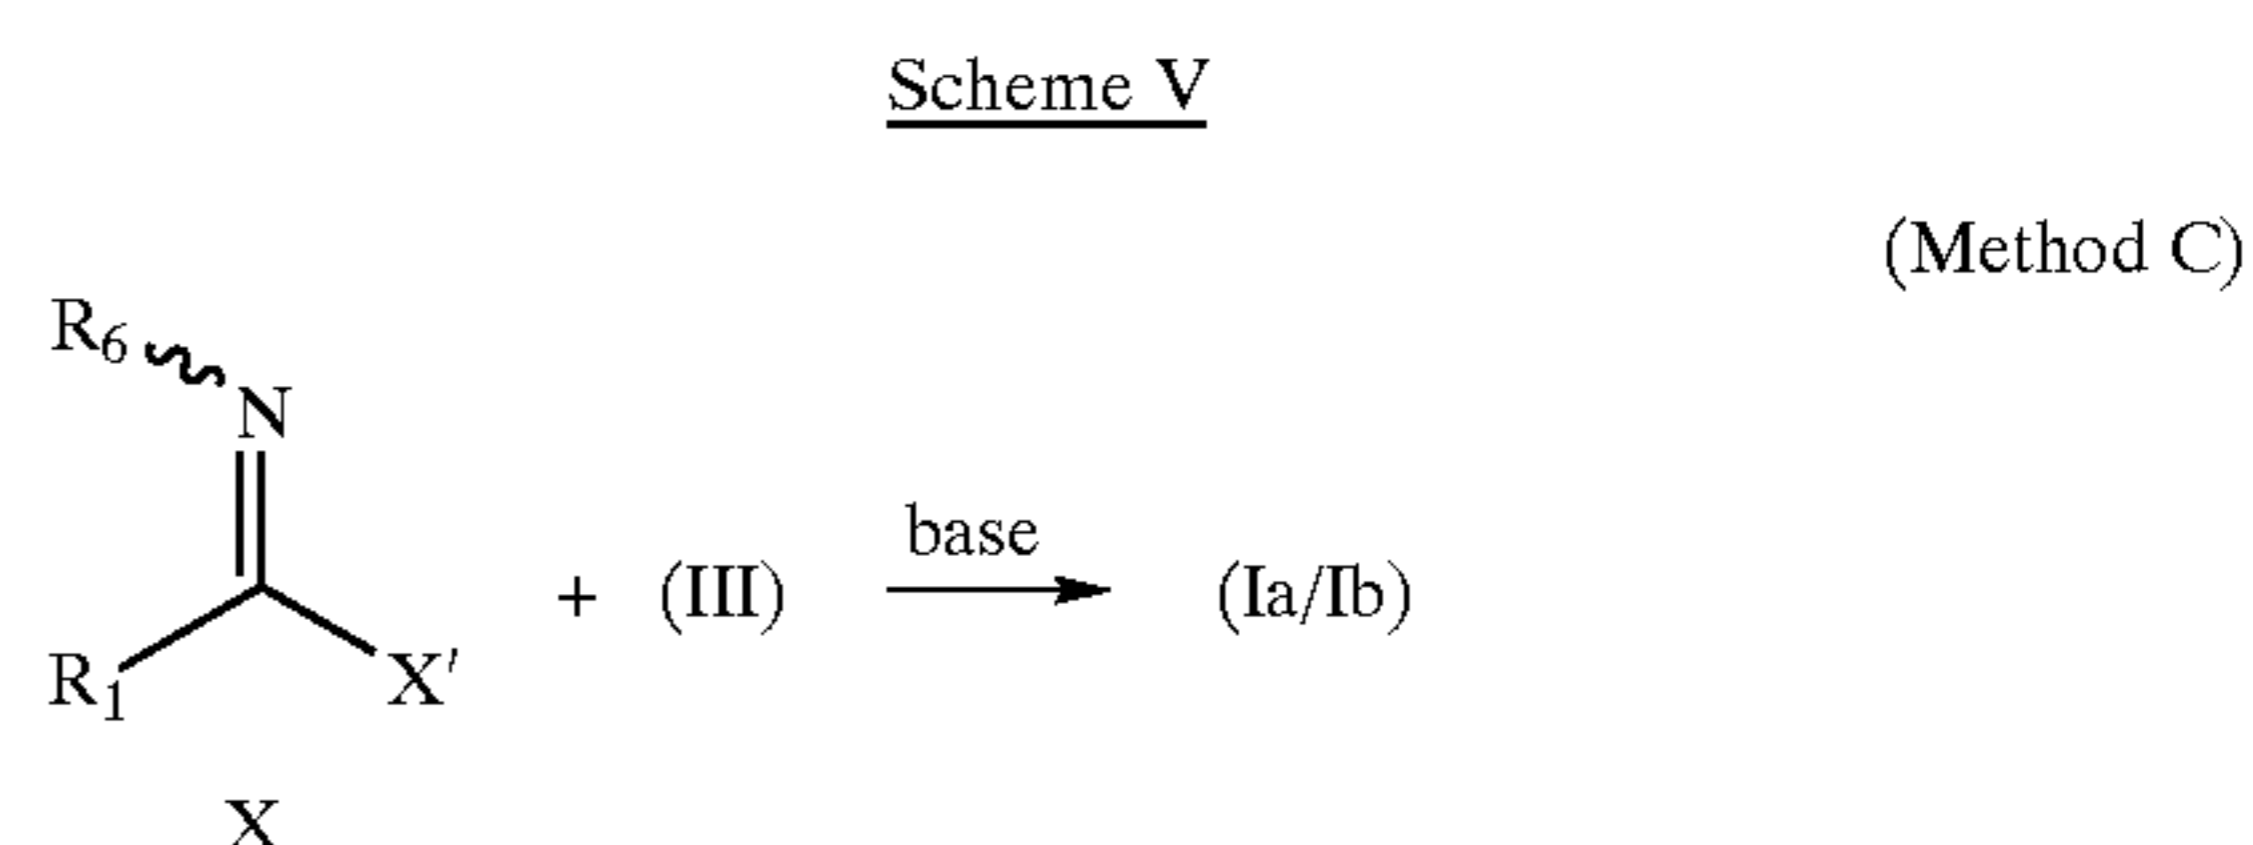 Scheme V
(Method C)
R6
N
base
+ (III) (Ia/Ib)
R1 X'
X